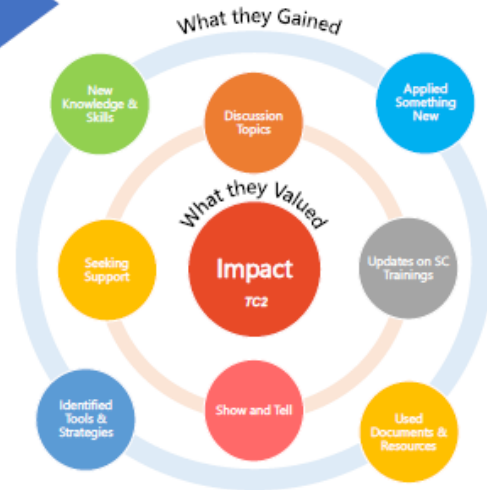 What they Gained
New
Knowledge &
Skills
Applied
Something
New
Discussion
Topics
What they Valued
Seeking
Support
Impact
TC2
Updates on SC
Trainings
Identified
Tools &
Strategies
Show and Tell
Used
Documents &
Resources